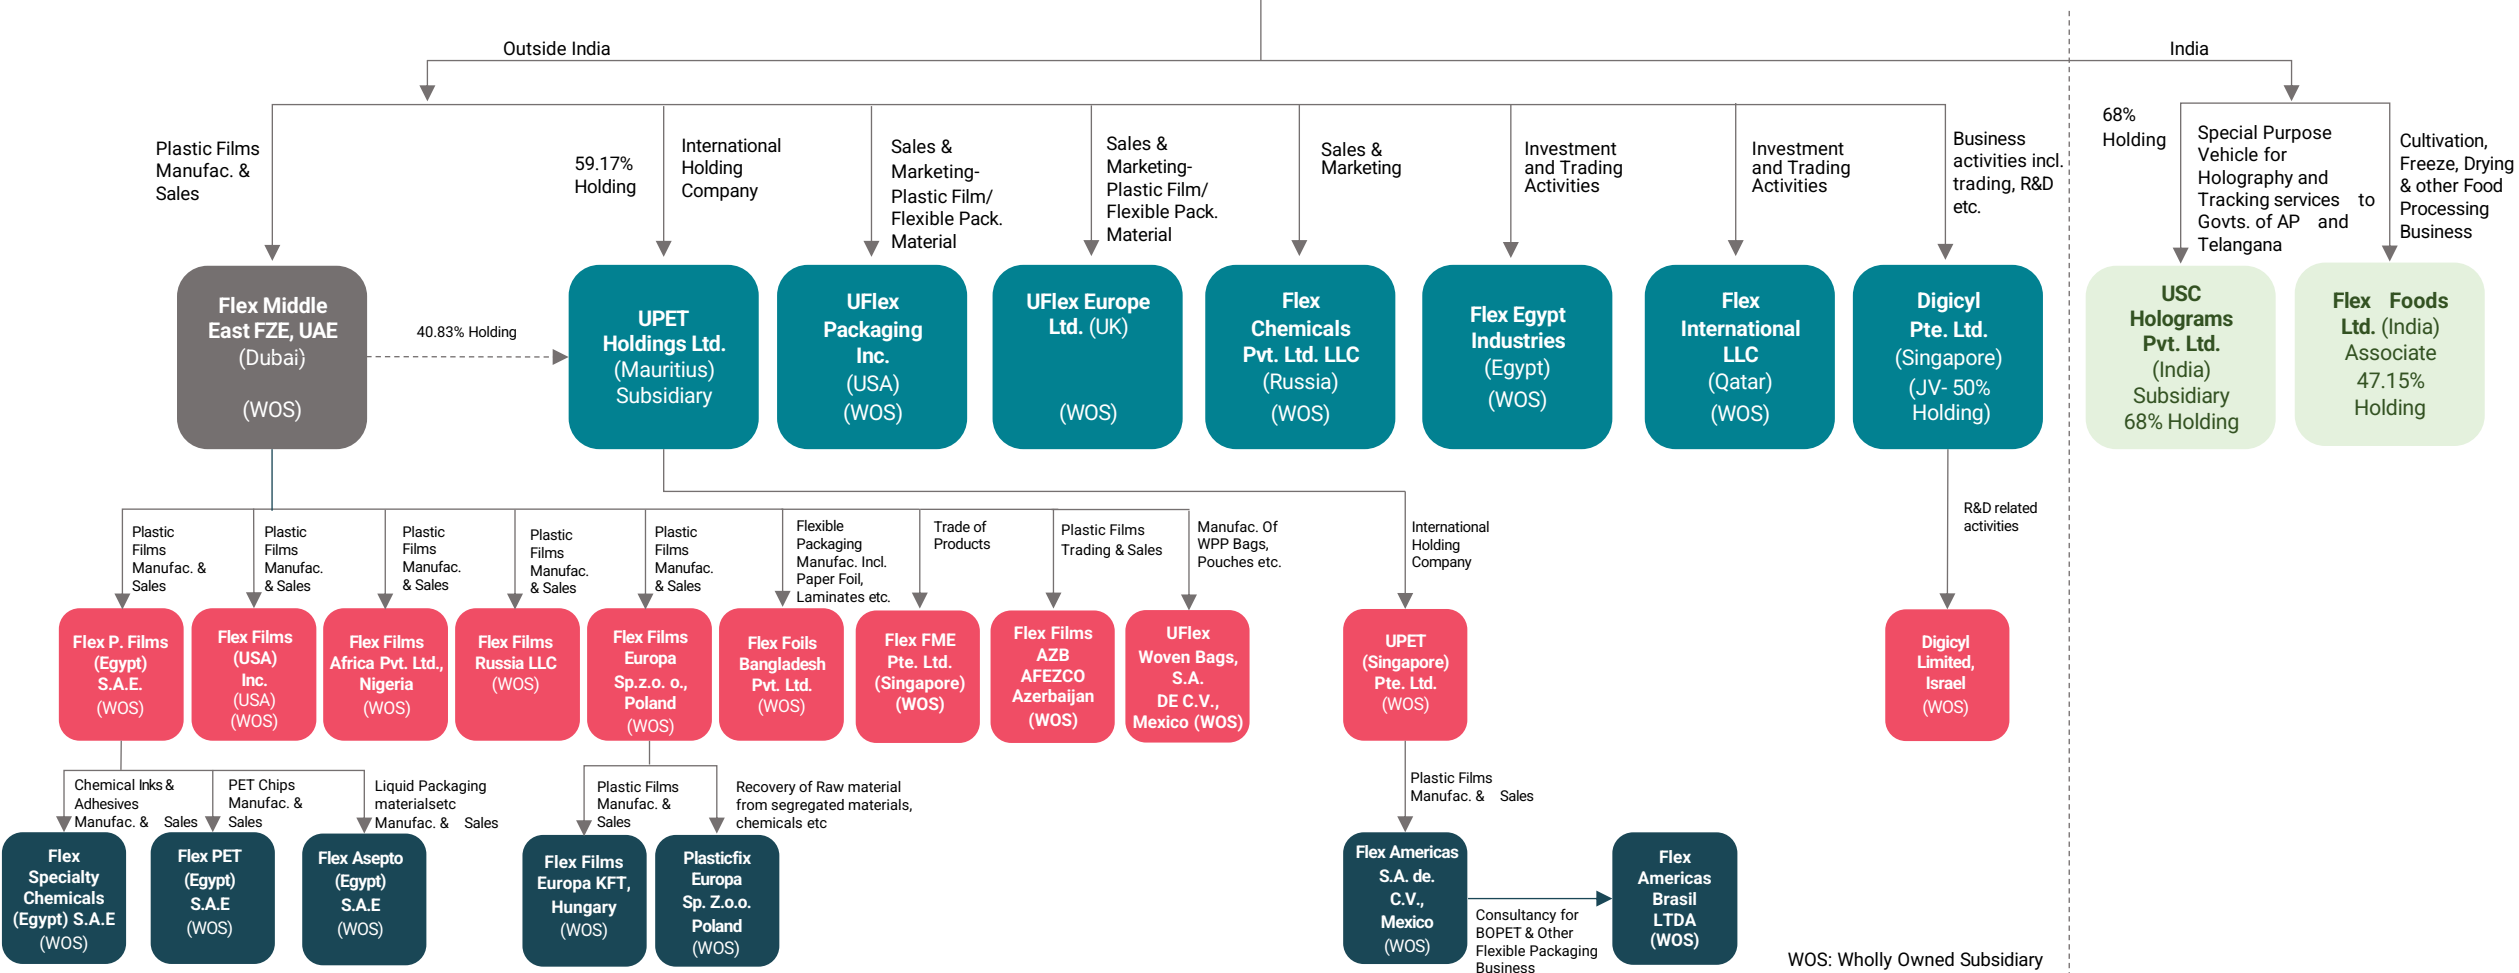 Outside India
India
Plastic Films
Manufac. &
Sales
59.17%
Holding
International
Holding
Company
Sales &
Marketing-
Plastic Film/
Flexible Pack.
Material
Sales &
Marketing-
Plastic Film/
Flexible Pack.
Material
Sales &
Marketing
Investment
and Trading
Activities
Investment
and Trading
Activities
Business
activities incl.
trading, R&D
etc.
68%
Holding
Special Purpose
Vehicle for
Holography and
Tracking services to
Govts. of AP and
Telangana
Cultivation,
Freeze, Drying
& other Food
Processing
Business
Flex Middle
East FZE, UAE
(Dubai)
(WOS)
40.83% Holding
UPET
Holdings Ltd.
(Mauritius)
Subsidiary
UFlex
Packaging
Inc.
(USA)
(WOS)
UFlex Europe
Ltd. (UK)
(WOS)
Flex
Chemicals
Pvt. Ltd. LLC
(Russia)
(WOS)
Flex Egypt
Industries
(Egypt)
(WOS)
Flex
International
LLC
(Qatar)
(WOS)
Digicyl
Pte. Ltd.
(Singapore)
(JV- 50%
Holding)
USC
Holograms
Pvt. Ltd.
(India)
Subsidiary
68% Holding
Flex Foods
Ltd. (India)
Associate
47.15%
Holding
Plastic
Films
Manufac. &
Sales
Plastic
Films
Manufac.
& Sales
Plastic
Films
Manufac.
& Sales
Plastic
Films
Manufac.
& Sales
Plastic
Films
Manufac.
& Sales
Flexible
Packaging
Manufac. Incl.
Paper Foil,
Laminates etc.
Trade of
Products
Plastic Films
Trading & Sales
Manufac. Of
WPP Bags,
Pouches etc.
International
Holding
Company
R&D related
activities
Flex P. Films
(Egypt)
S.A.E.
(WOS)
Flex Films
(USA)
Inc.
(USA)
(WOS)
Flex Films
Africa Pvt. Ltd.,
Nigeria
(WOS)
Flex Films
Russia LLC
(WOS)
Flex Films
Europa
Sp.z.o. o.,
Poland
(WOS)
Flex Foils
Bangladesh
Pvt. Ltd.
(WOS)
Flex FME
Pte. Ltd.
(Singapore)
(WOS)
Flex Films
AZB
AFEZCO
Azerbaijan
(WOS)
UFlex
Woven Bags,
S.A.
DE C.V.,
Mexico (WOS)
UPET
(Singapore)
Pte. Ltd.
(WOS)
Digicyl
Limited,
Israel
(WOS)
Chemical Inks &
Adhesives
Manufac. & Sales
PET Chips
Manufac. &
Sales
Liquid Packaging
materialsetc
Manufac. & Sales
Plastic Films
Manufac. &
Sales
Recovery of Raw material
from segregated materials,
chemicals etc
Plastic Films
Manufac. & Sales
Flex
Specialty
Chemicals
(Egypt) S.A.E
(WOS)
Flex PET
(Egypt)
S.A.E
(WOS)
Flex Asepto
(Egypt)
S.A.E
(WOS)
Flex Films
Europa KFT,
Hungary
(WOS)
Plasticfix
Europa
Sp. Z.o.o.
Poland
(WOS)
Flex Americas
S.A. de.
C.V.,
Mexico
(WOS)
Consultancy for
BOPET & Other
Flexible Packaging
Business
Flex
Americas
Brasil
LTDA
(WOS)
WOS: Wholly Owned Subsidiary